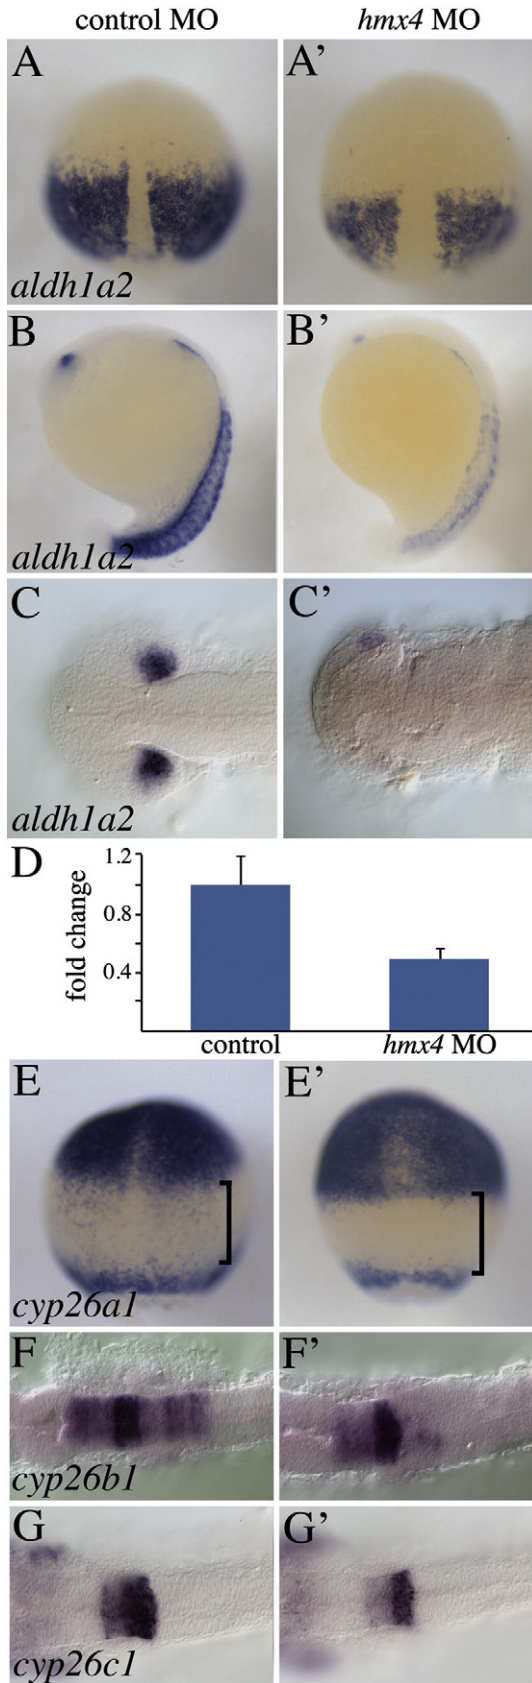 control MO hmx4 MO
A A'
aldh1a2
B B'
aldh1a2
C C'
aldh1a2
D
fold change
1.2
0.8
0.4
control hmx4 MO
E E'
cyp26a1
F F'
cyp26b1
G G'
cyp26c1